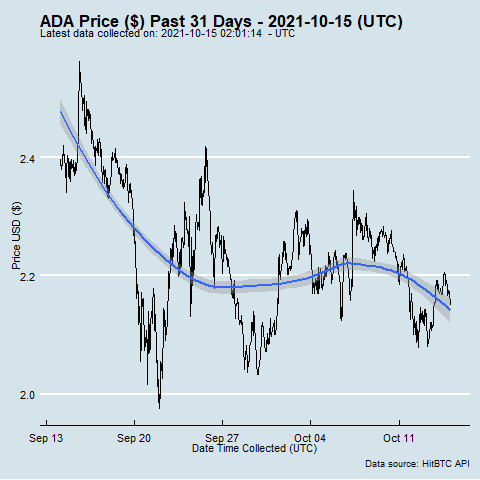 ADA Price ($) Past 31 Days - 2021-10-15 (UTC)
Latest data collected on: 2021-10-15 02:01:14 - UTC
2.4
2.2
2.0
Price USD ($)
Sep 13 Sep 20 Sep 27 Oct 04 Oct 11
Date Time Collected (UTC)
Data source: HitBTC API